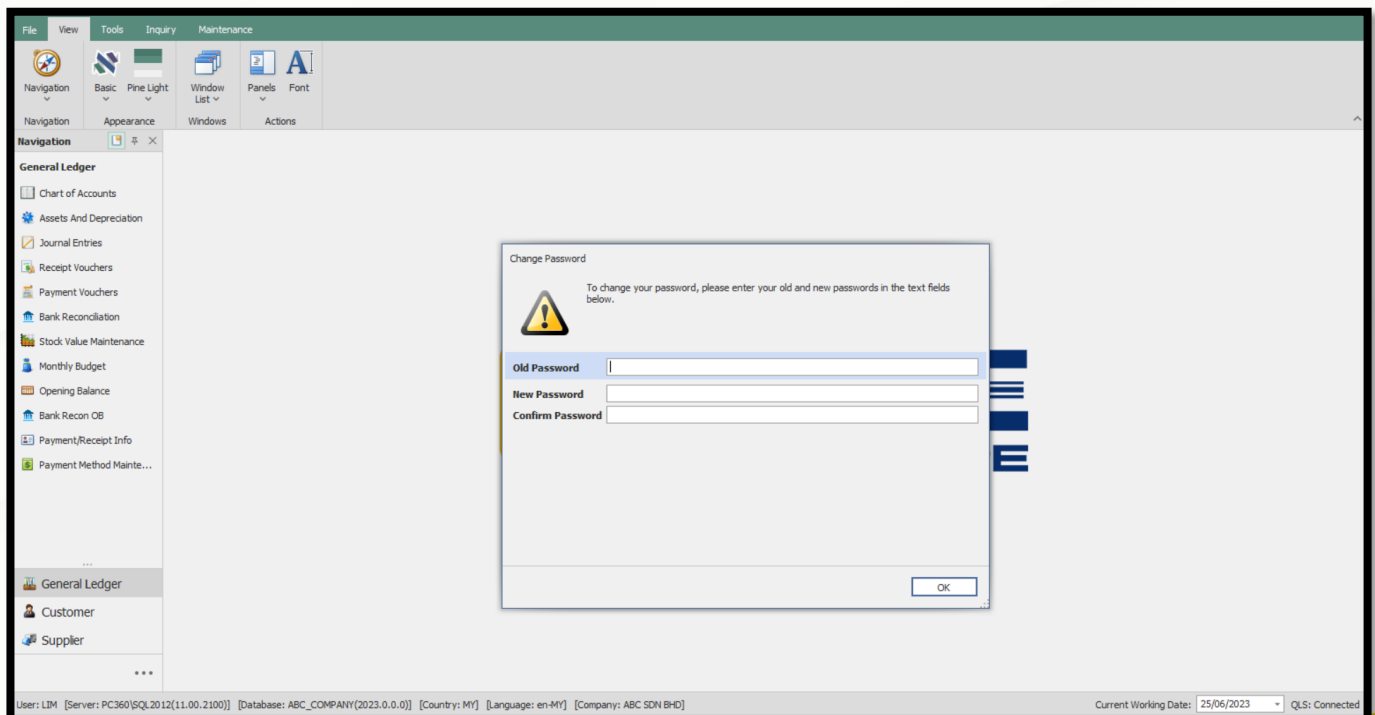 File View Tools Inquiry Maintenance
Navigation Basic Pine Light Window List Panels Font
Navigation Appearance Windows Actions
Navigation
General Ledger
Chart of Accounts
Assets And Depreciation
Journal Entries
Receipt Vouchers
Payment Vouchers
Bank Reconciliation
Stock Value Maintenance
Monthly Budget
Opening Balance
Bank Recon OB
Payment/Receipt Info
Payment Method Mainte...
General Ledger
Customer
Supplier
Change Password
To change your password, please enter your old and new passwords in the text fields
below.
Old Password
New Password
Confirm Password
OK
User: LIM [Server: PC360\SQL2012(11.00.2100)] [Database: ABC_COMPANY(2023.0.0.0)] [Country: MY] [Language: en-MY] [Company: ABC SDN BHD] Current Working Date: 25/06/2023 QLS: Connected